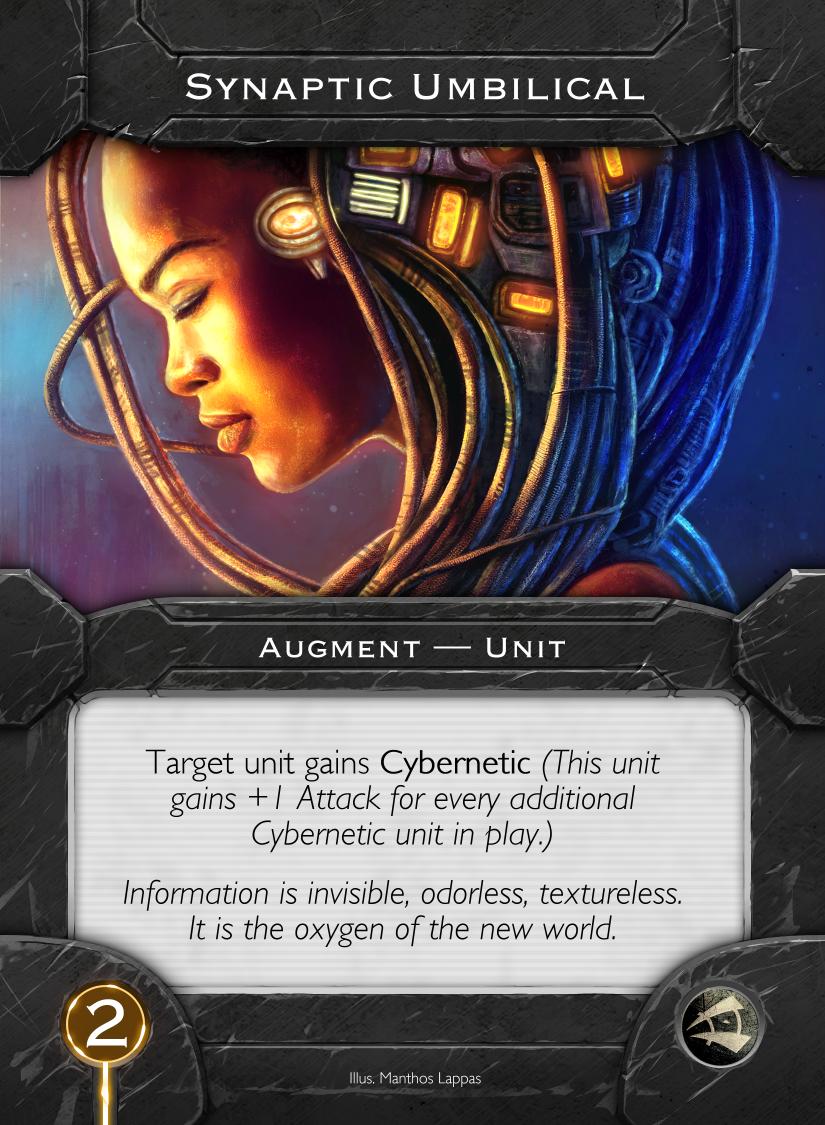 Synaptic Umbilical
Augment — Unit
Target unit gains Cybernetic (This unit
gains +1 Attack for every additional
Cybernetic unit in play.)
Information is invisible, odorless, textureless.
It is the oxygen of the new world.
2
Illus. Manthos Lappas